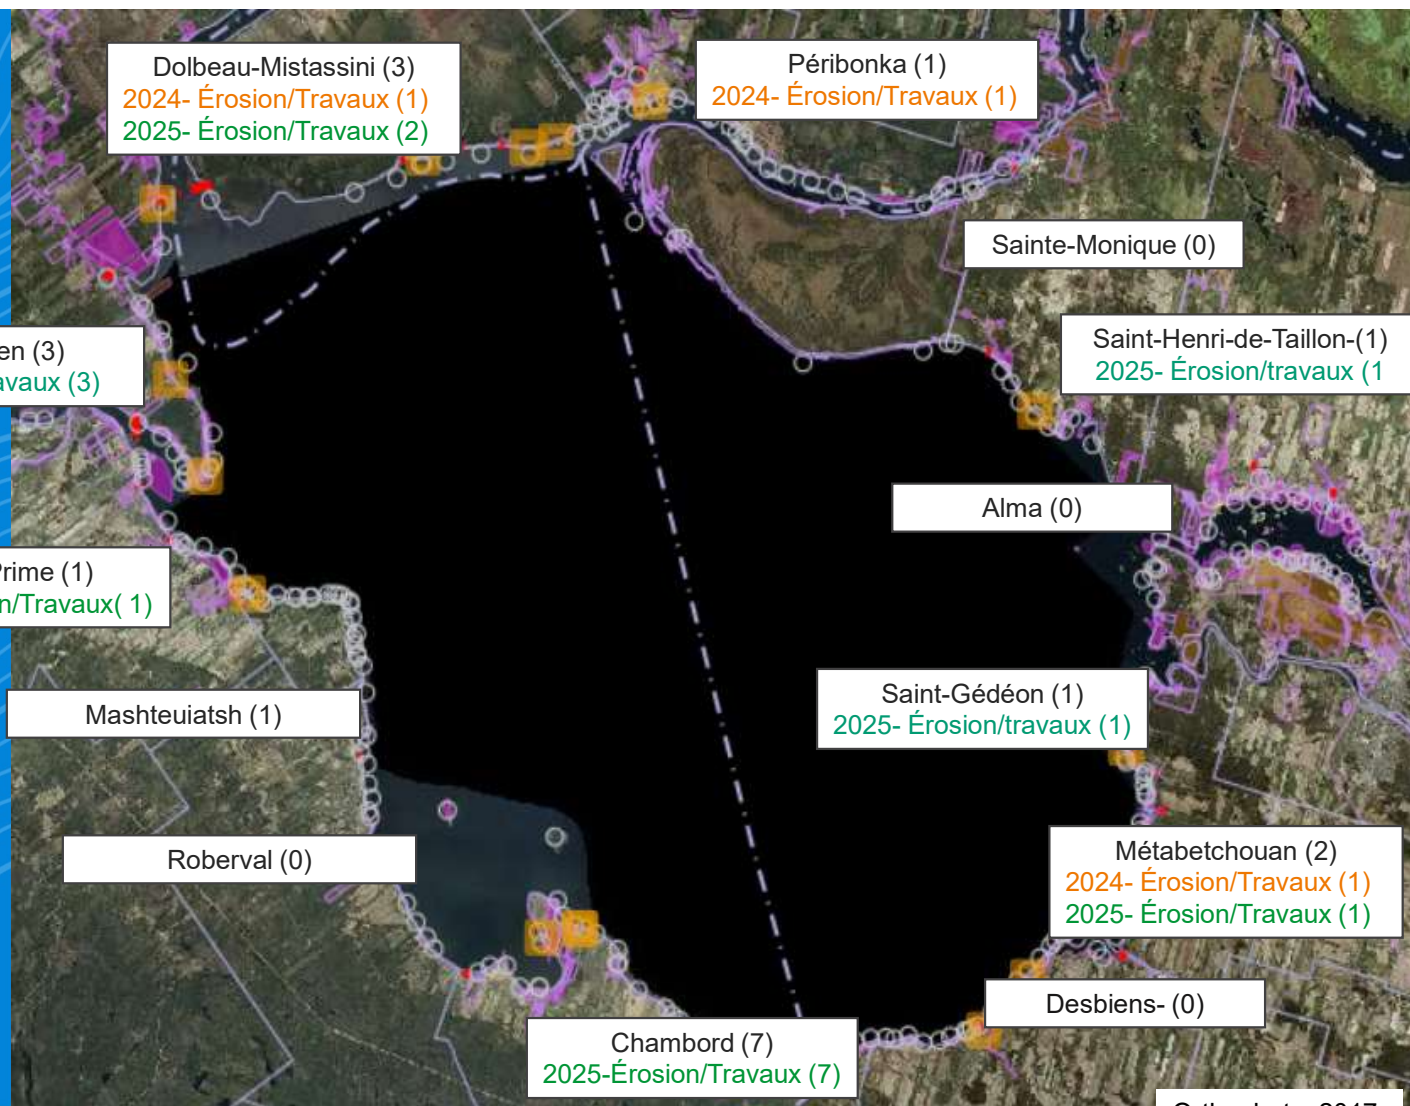 Dolbeau-Mistassini (3)
2024- Érosion/Travaux (1)
2025- Érosion/Travaux (2)
Péribonka (1)
2024- Érosion/Travaux (1)
Sainte-Monique (0)
Saint-Henri-de-Taillon-(1)
2025- Érosion/travaux (1
en (3)
avaux (3)
Alma (0)
Prime (1)
n/Travaux( 1)
Mashteuiatsh (1)
Saint-Gédéon (1)
2025- Érosion/travaux (1)
Roberval (0)
Métabetchouan (2)
2024- Érosion/Travaux (1)
2025- Érosion/Travaux (1)
Desbiens- (0)
Chambord (7)
2025-Érosion/Travaux (7)